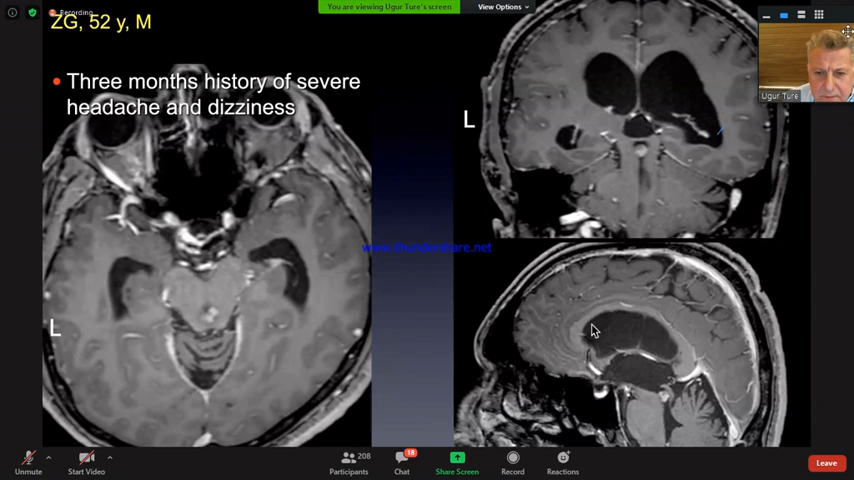 Recording
You are viewing Ugur Ture's screen
View Options
ZG, 52 y, M
Three months history of severe
headache and dizziness
Ugur Ture
L
L
www.thundershare.net
Unmute
Start Video
208
Participants
18
Chat
Share Screen
Record
Reactions
Leave